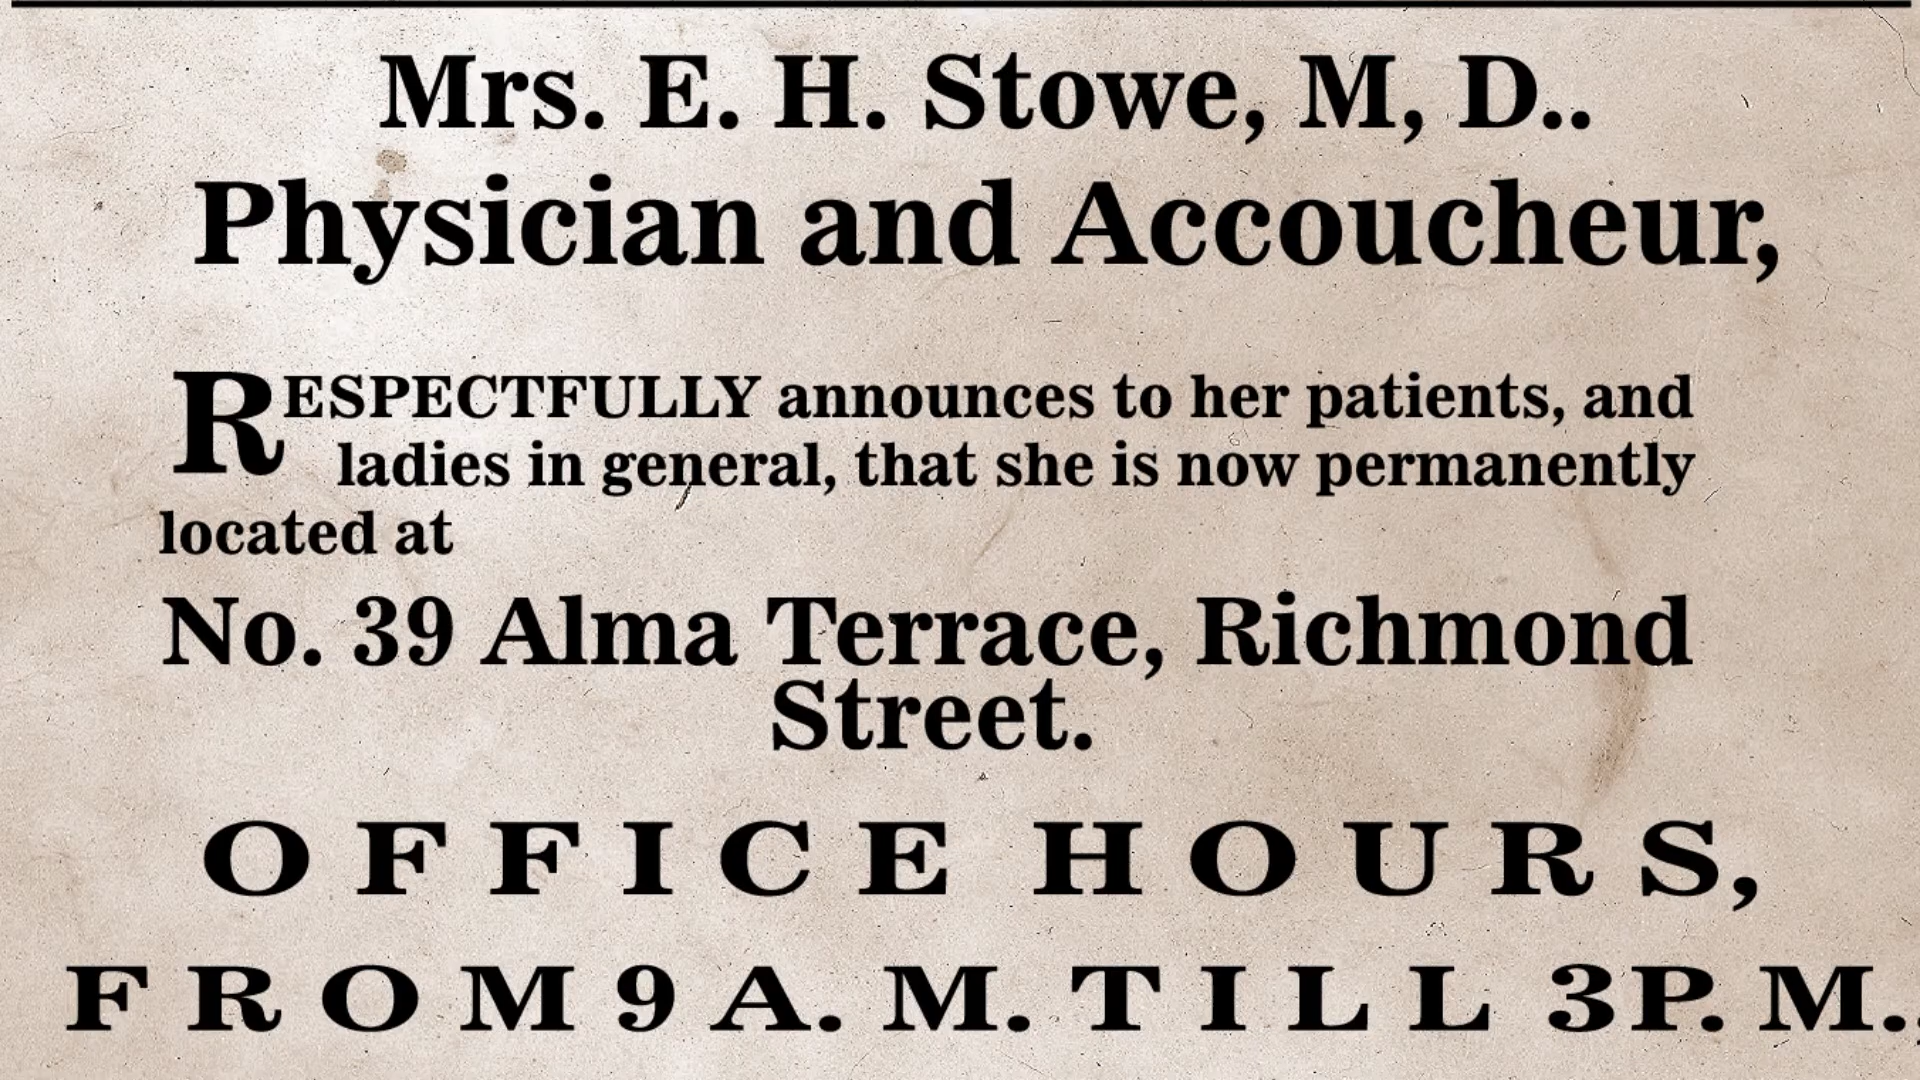 Mrs. E. H. Stowe, M, D..
Physician and Accoucheur,
RESPECTFULLY announces to her patients, and
ladies in general, that she is now permanently
located at
No. 39 Alma Terrace, Richmond
Street.
OFFICE HOURS,
FROM 9 A. M. TILL 3 P. M.,